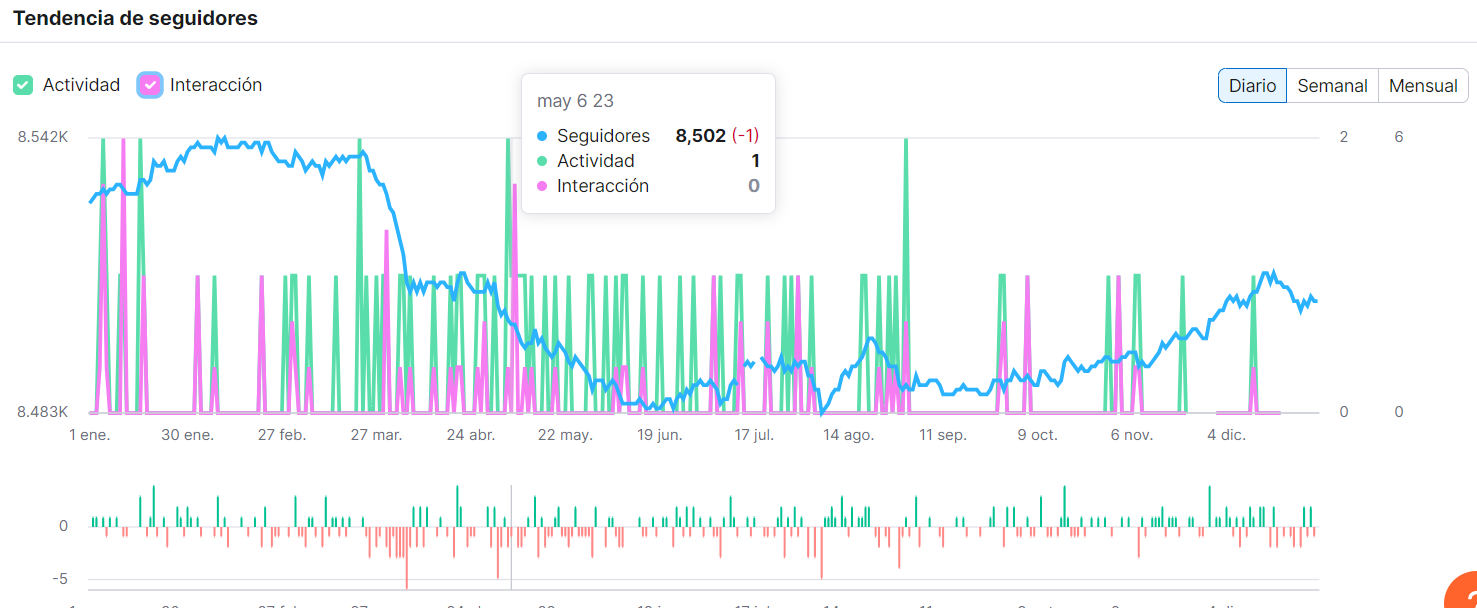 Tendencia de seguidores
Actividad Interacción
Diario Semanal Mensual
may 6 23
Seguidores 8,502 (-1)
Actividad 1
Interacción 0
8.542K 2 6
8.483K 0 0
1 ene. 30 ene. 27 feb. 27 mar. 24 abr. 22 may. 19 jun. 17 jul. 14 ago. 11 sep. 9 oct. 6 nov. 4 dic.
0
−5